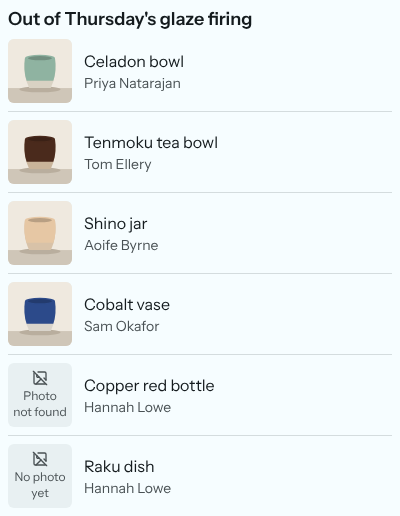 Out of Thursday's glaze firing
Celadon bowl
Priya Natarajan
Tenmoku tea bowl
Tom Ellery
Shino jar
Aoife Byrne
Cobalt vase
Sam Okafor
Photo
not found
Copper red bottle
Hannah Lowe
No photo
yet
Raku dish
Hannah Lowe